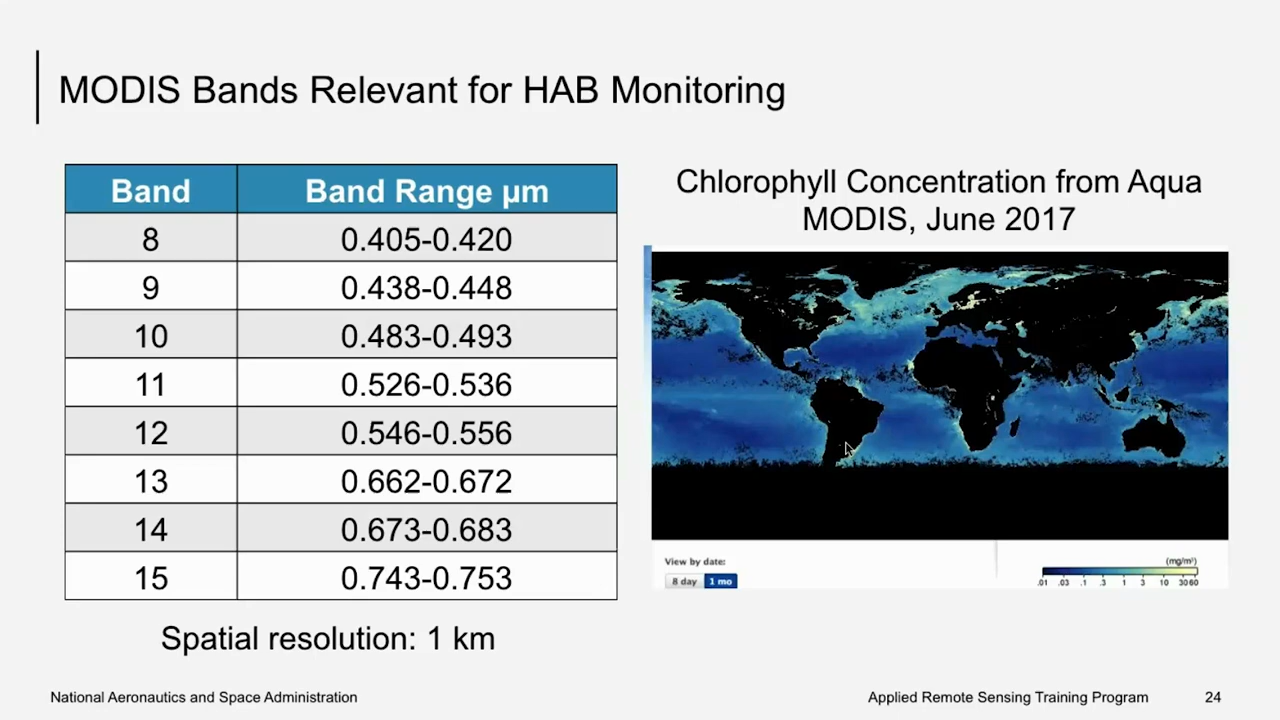 MODIS Bands Relevant for HAB Monitoring
Band Band Range µm
8 0.405-0.420
9 0.438-0.448
10 0.483-0.493
11 0.526-0.536
12 0.546-0.556
13 0.662-0.672
14 0.673-0.683
15 0.743-0.753
Spatial resolution: 1 km
Chlorophyll Concentration from Aqua
MODIS, June 2017
View by date:
8 day 1 mo
(mg/m³)
.01 .03 .1 .3 1 3 10 30 60
National Aeronautics and Space Administration
Applied Remote Sensing Training Program 24